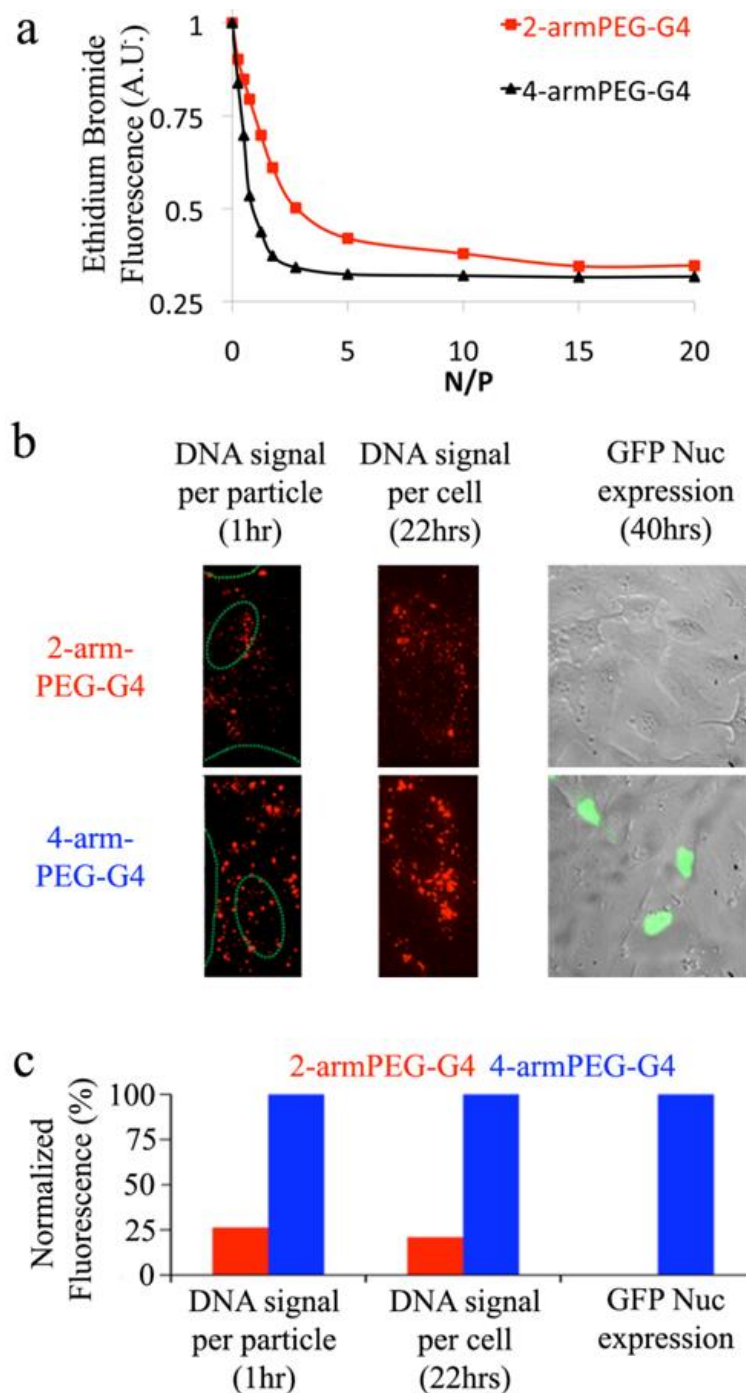 a
Ethidium Bromide
Fluorescence (A.U.)
1
0.75
0.5
0.25
2-armPEG-G4
4-armPEG-G4
0 5 10 15 20
N/P
b
DNA signal
per particle
(1hr)
DNA signal
per cell
(22hrs)
GFP Nuc
expression
(40hrs)
2-arm-
PEG-G4
4-arm-
PEG-G4
c
2-armPEG-G4 4-armPEG-G4
Normalized
Fluorescence (%)
100
75
50
25
0
DNA signal
per particle
(1hr)
DNA signal
per cell
(22hrs)
GFP Nuc
expression